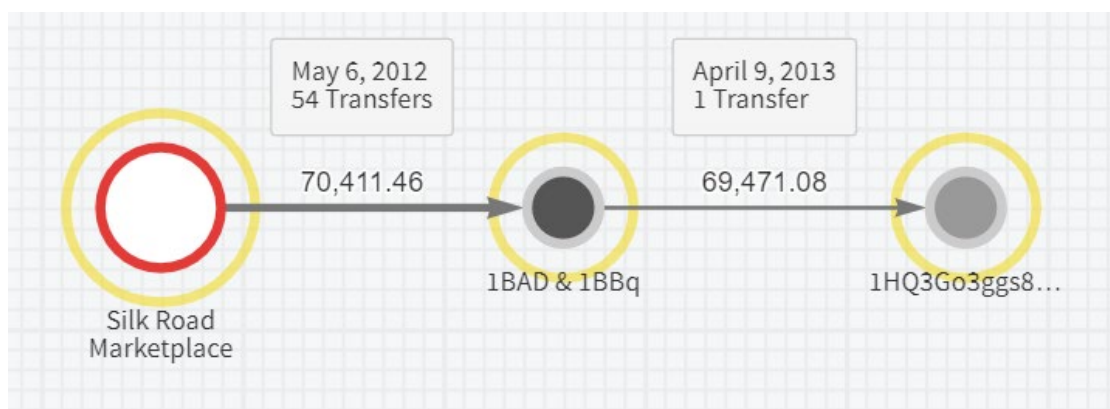 May 6, 2012
54 Transfers
April 9, 2013
1 Transfer
70,411.46
69,471.08
1BAD & 1BBq
1HQ3Go3ggs8...
Silk Road
Marketplace